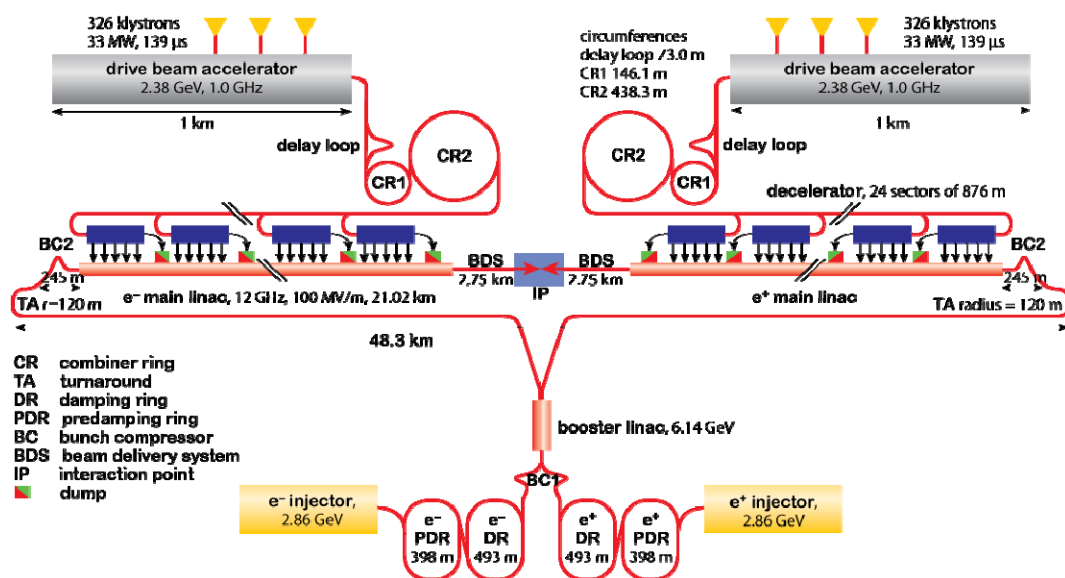 326 klystrons
33 MW, 139 µs
drive beam accelerator
2.38 GeV, 1.0 GHz
1 km
delay loop
CR1
CR2
circumferences
delay loop 73.0 m
CR1 146.1 m
CR2 438.3 m
326 klystrons
33 MW, 139 µs
drive beam accelerator
2.38 GeV, 1.0 GHz
1 km
delay loop
CR2
CR1
decelerator, 24 sectors of 876 m
BC2
245 m
TA r=120 m
BDS
2.75 km
IP
BDS
2.75 km
BC2
245 m
TA radius = 120 m
e⁻ main linac, 12 GHz, 100 MV/m, 21.02 km
e⁺ main linac
48.3 km
CR combiner ring
TA turnaround
DR damping ring
PDR predamping ring
BC bunch compressor
BDS beam delivery system
IP interaction point
dump
booster linac, 6.14 GeV
BC1
e⁻ injector,
2.86 GeV
e⁻
PDR
398 m
e⁻
DR
493 m
e⁺
DR
493 m
e⁺
PDR
398 m
e⁺ injector,
2.86 GeV